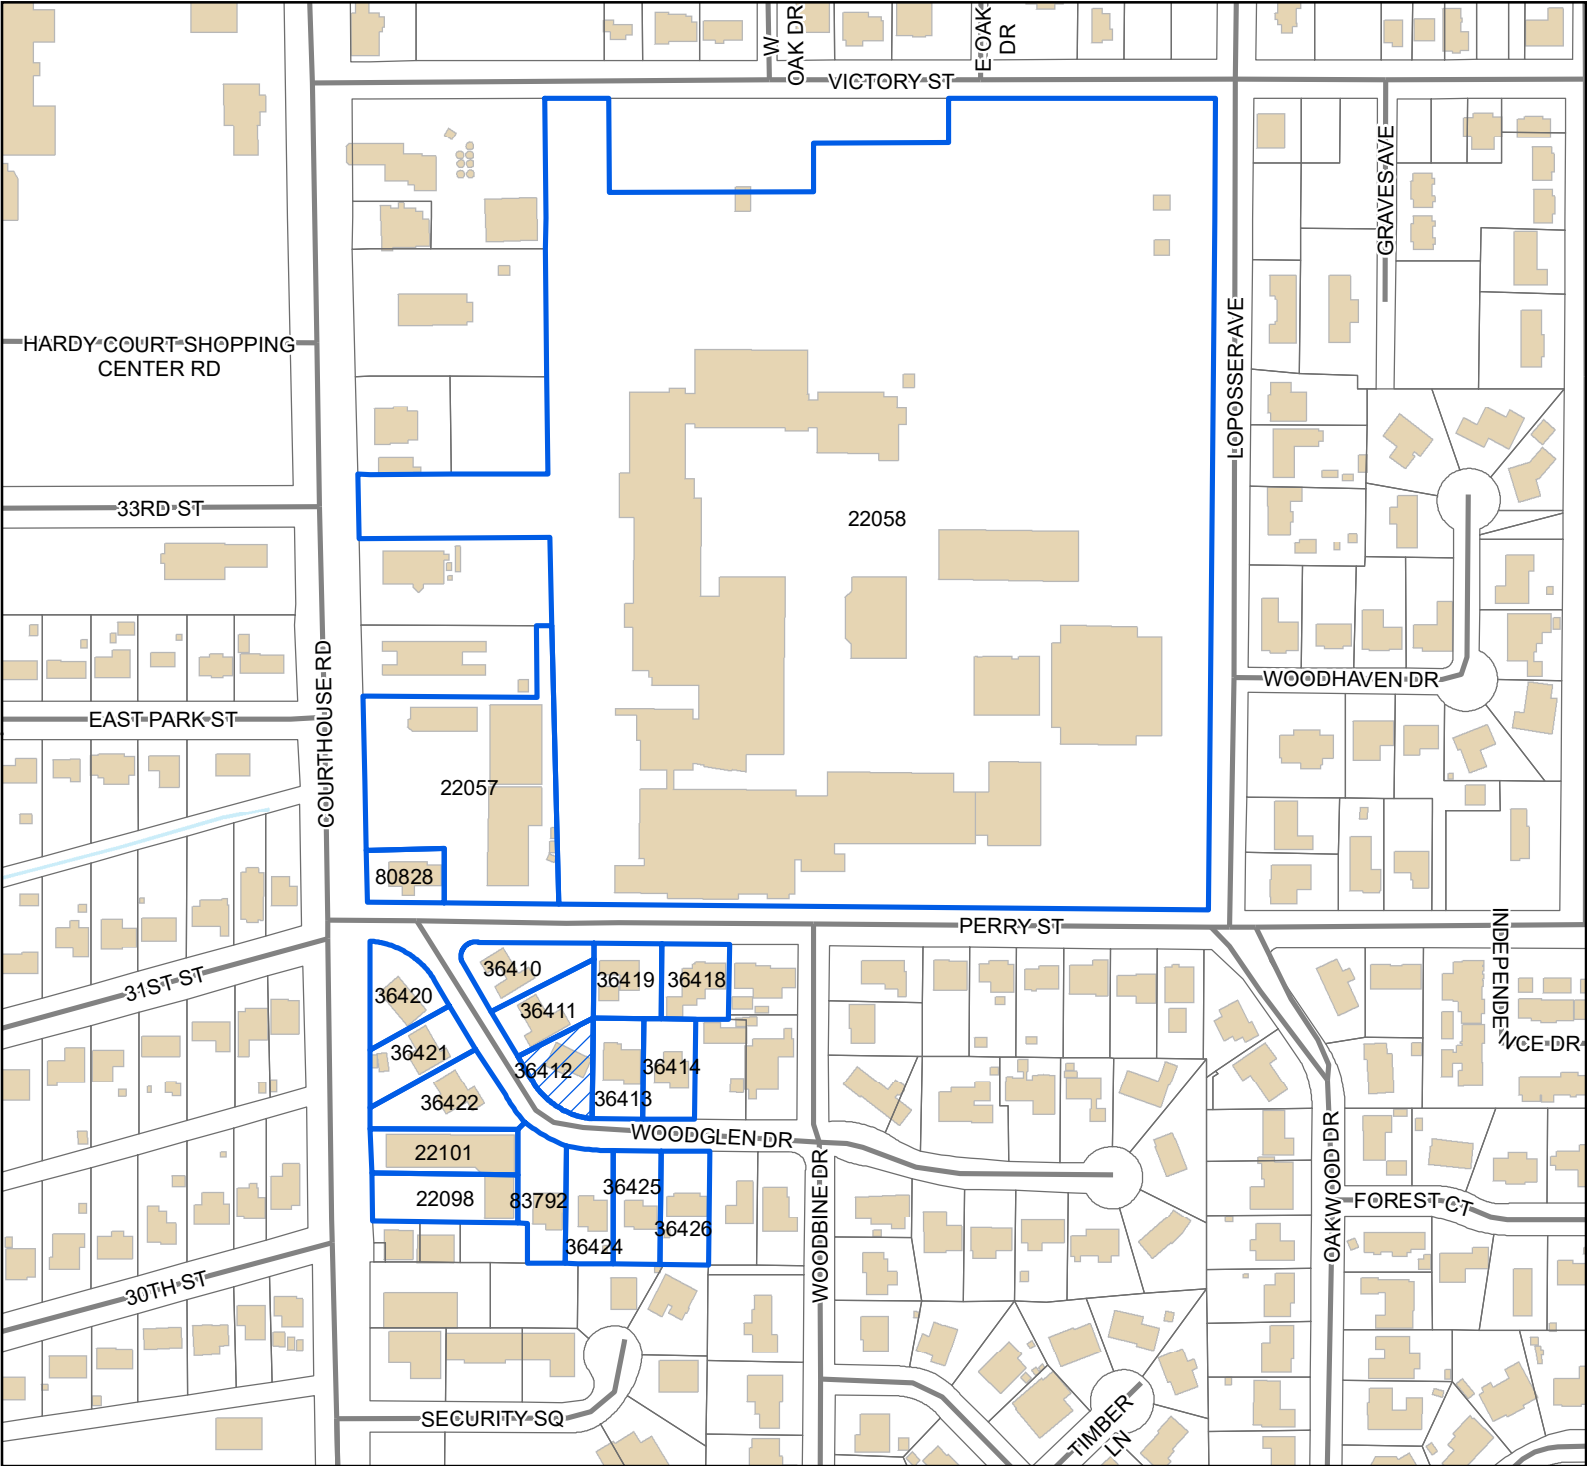 W
OAK DR
E OAK
DR
VICTORY ST
GRAVES AVE
HARDY COURT SHOPPING
CENTER RD
LOPOSSER AVE
33RD ST
22058
COURTHOUSE RD
WOODHAVEN DR
EAST PARK ST
22057
80828
PERRY ST
INDEPENDENCE DR
31ST ST
36410
36419
36418
36420
36411
36421
36412
36414
36413
36422
WOODGLEN DR
22101
22098
83792
36425
36426
36424
WOODBINE DR
OAKWOOD DR
FOREST CT
30TH ST
SECURITY SQ
TIMBER
LN